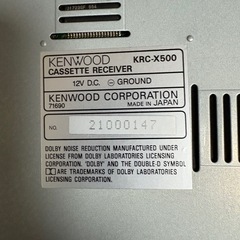 KENWOOD KRC-X500
CASSETTE RECEIVER
12V D.C. ⊖ GROUND
KENWOOD CORPORATION
71690 MADE IN JAPAN
NO. 21000147
DOLBY NOISE REDUCTION MANUFACTURED UNDER
LICENSE FROM DOLBY LABORATORIES LICENSING
CORPORATION. "DOLBY" AND THE DOUBLE-D SYMBOL
ARE TRADEMARKS OF DOLBY LABORATORIES
LICENSING CORPORATION.